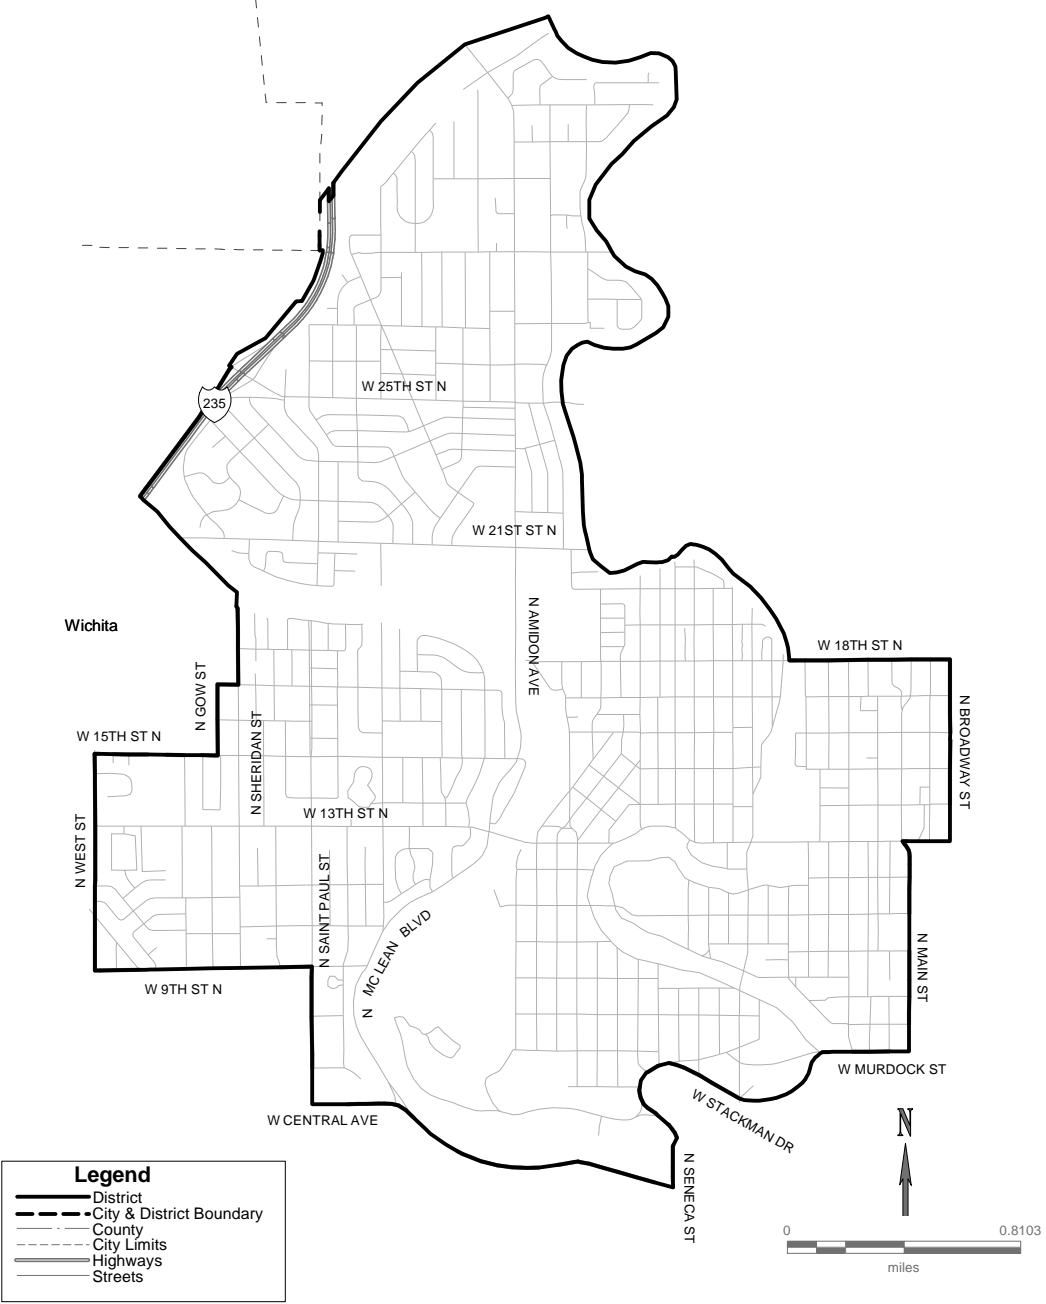 W 25TH ST N
235
W 21ST ST N
N AMIDON AVE
Wichita
W 18TH ST N
N GOW ST
N BROADWAY ST
N SHERIDAN ST
W 15TH ST N
W 13TH ST N
N WEST ST
N SAINT PAUL ST
N MC LEAN BLVD
N MAIN ST
W 9TH ST N
W MURDOCK ST
W STACKMAN DR
W CENTRAL AVE
N SENECA ST
N
Legend
District
City & District Boundary
County
City Limits
Highways
Streets
0 0.8103
miles